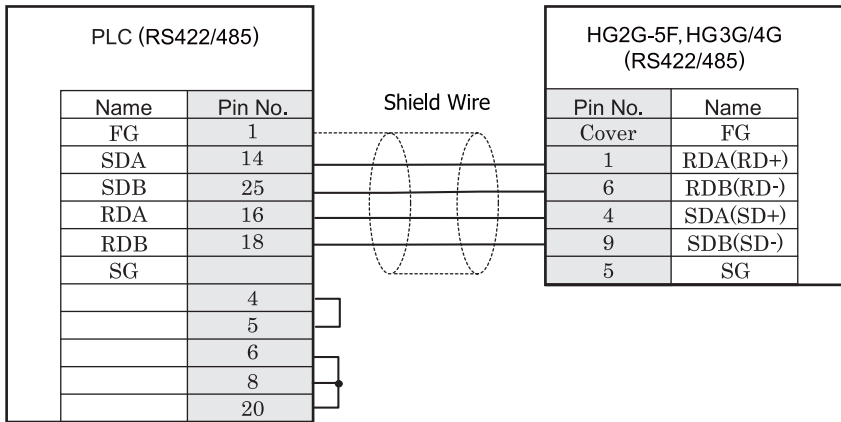 PLC (RS422/485)
HG2G-5F, HG3G/4G
(RS422/485)
Shield Wire
Name Pin No.
FG 1
SDA 14
SDB 25
RDA 16
RDB 18
SG
4
5
6
8
20
Pin No. Name
Cover FG
1 RDA(RD+)
6 RDB(RD-)
4 SDA(SD+)
9 SDB(SD-)
5 SG